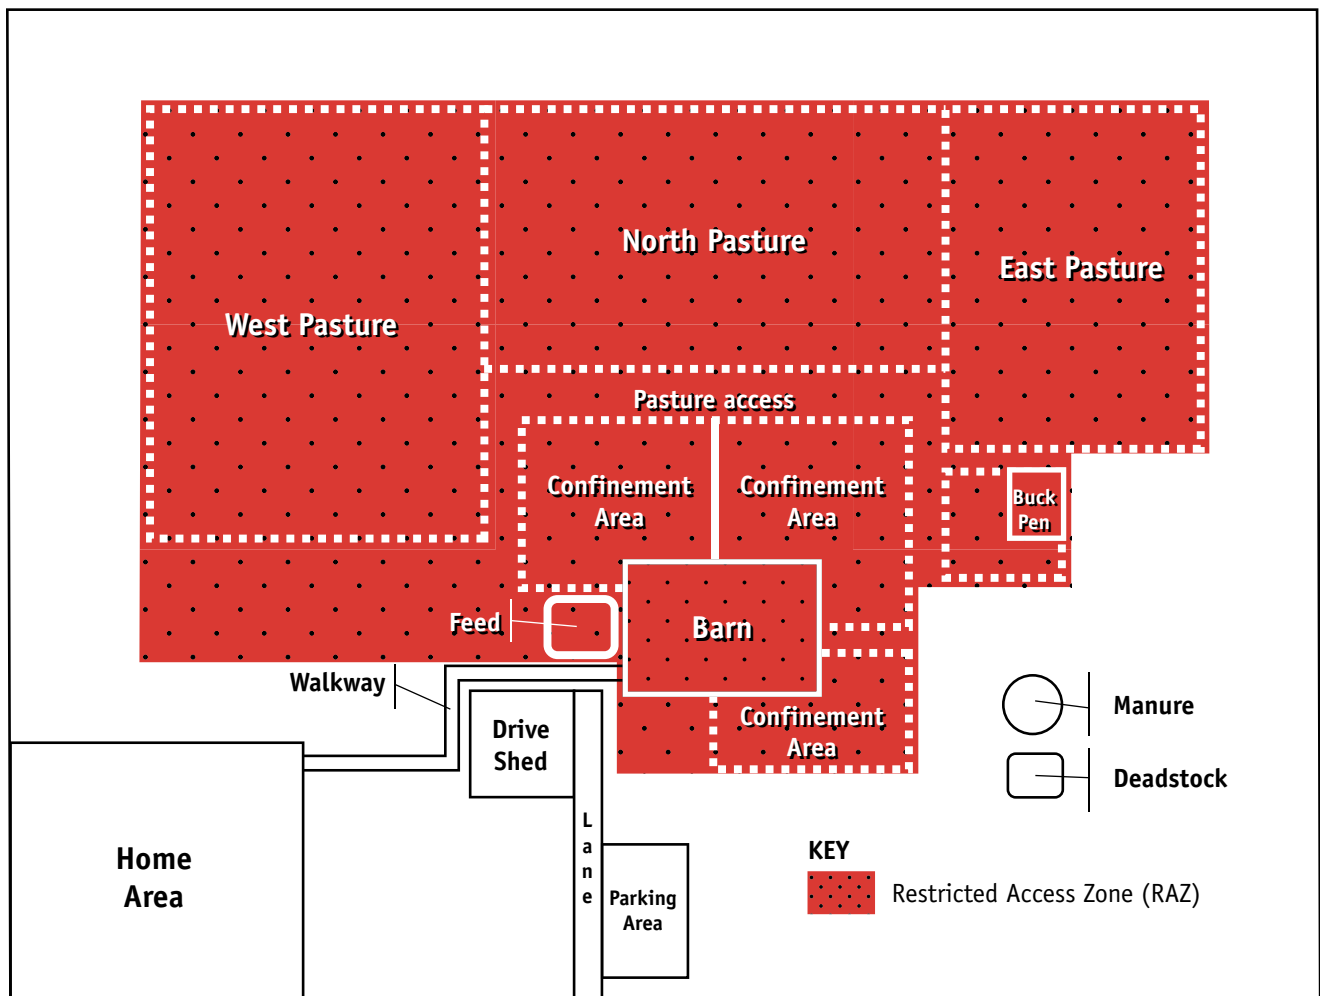 North Pasture
East Pasture
West Pasture
Pasture access
Confinement
Area
Confinement
Area
Buck
Pen
Feed
Barn
Walkway
Drive
Shed
Confinement
Area
Manure
Deadstock
Home
Area
Lane
Parking
Area
KEY
Restricted Access Zone (RAZ)